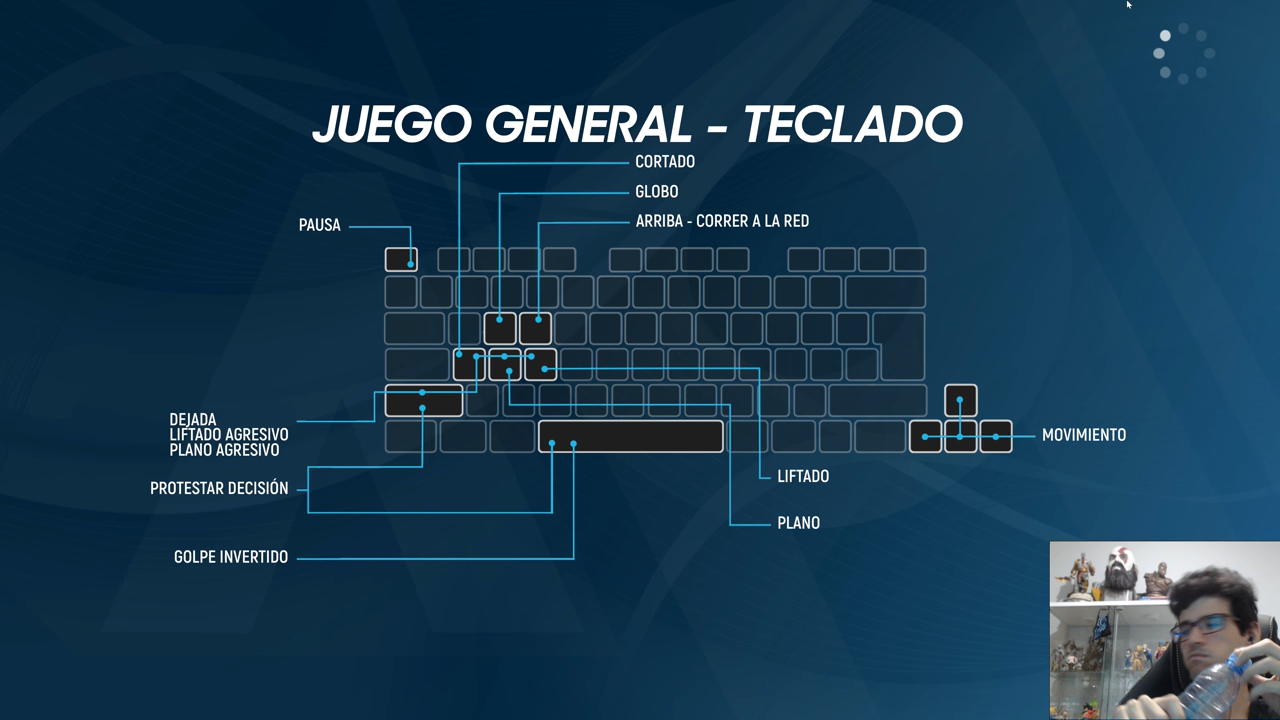 JUEGO GENERAL - TECLADO
CORTADO
GLOBO
ARRIBA - CORRER A LA RED
PAUSA
DEJADA
LIFTADO AGRESIVO
PLANO AGRESIVO
MOVIMIENTO
PROTESTAR DECISIÓN
LIFTADO
PLANO
GOLPE INVERTIDO